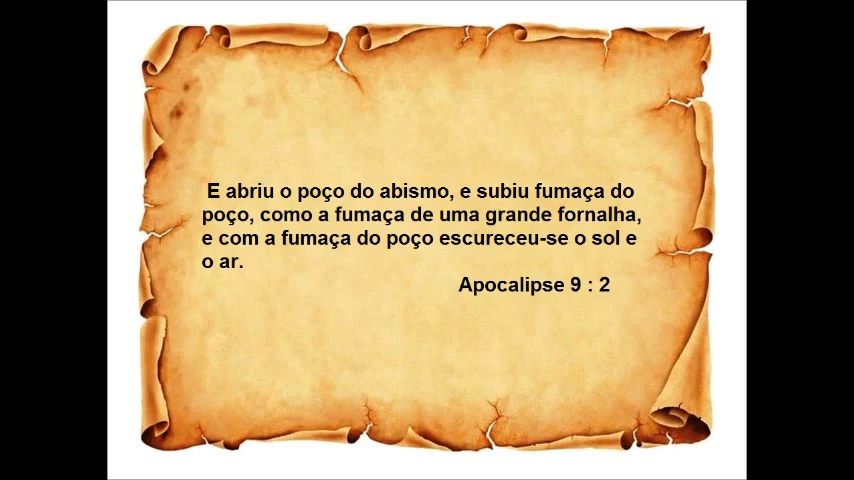 E abriu o poço do abismo, e subiu fumaça do
poço, como a fumaça de uma grande fornalha,
e com a fumaça do poço escureceu-se o sol e
o ar.
Apocalipse 9 : 2